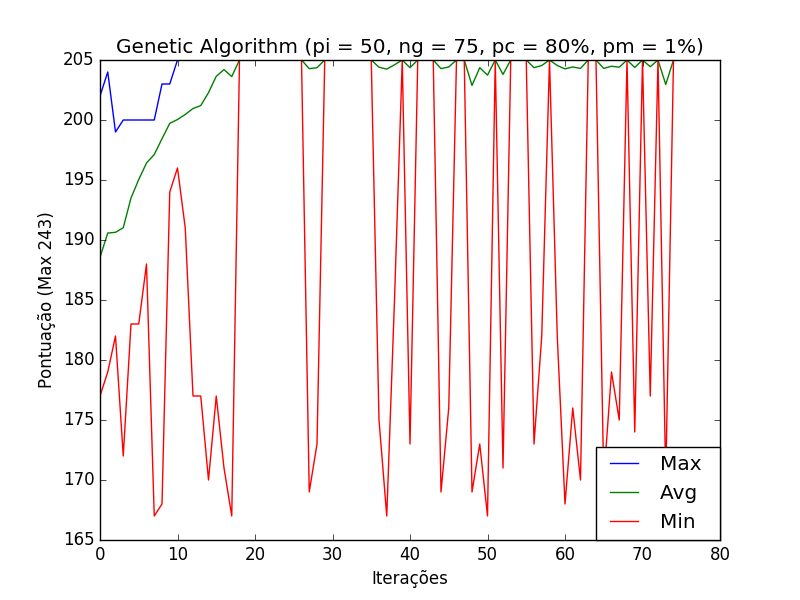 Genetic Algorithm (pi = 50, ng = 75, pc = 80%, pm = 1%)
205
200
195
190
185
180
175
170
165
Pontuação (Max 243)
Max
Avg
Min
0 10 20 30 40 50 60 70 80
Iterações